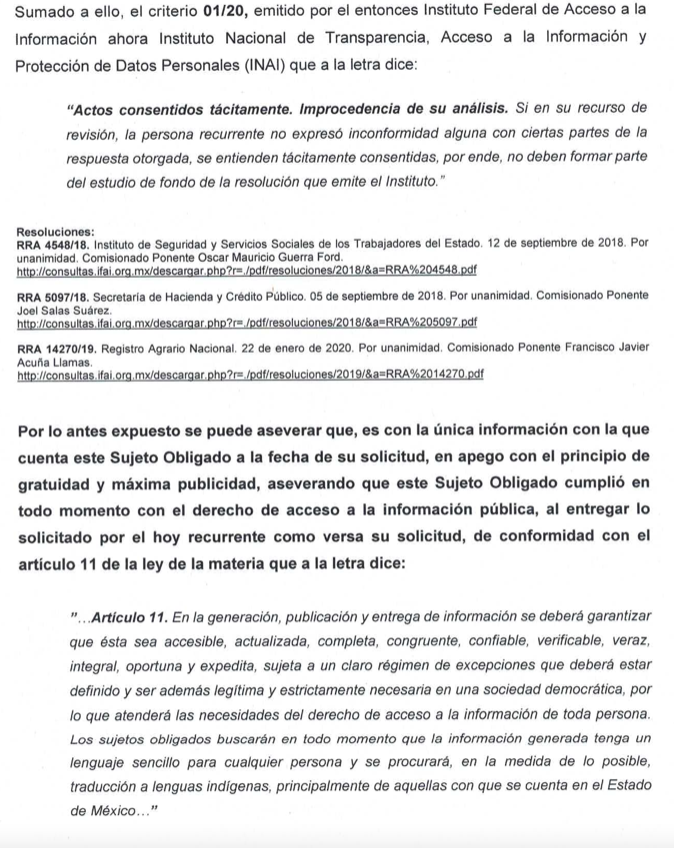 Sumado a ello, el criterio 01/20, emitido por el entonces Instituto Federal de Acceso a la
Información ahora Instituto Nacional de Transparencia, Acceso a la Información y
Protección de Datos Personales (INAI) que a la letra dice:
“Actos consentidos tácitamente. Improcedencia de su análisis. Si en su recurso de
revisión, la persona recurrente no expresó inconformidad alguna con ciertas partes de la
respuesta otorgada, se entienden tácitamente consentidas, por ende, no deben formar parte
del estudio de fondo de la resolución que emite el Instituto.”
Resoluciones:
RRA 4548/18. Instituto de Seguridad y Servicios Sociales de los Trabajadores del Estado. 12 de septiembre de 2018. Por
unanimidad. Comisionado Ponente Oscar Mauricio Guerra Ford.
http://consultas.ifai.org.mx/descargar.php?r=./pdf/resoluciones/2018/&a=RRA%204548.pdf
RRA 5097/18. Secretaría de Hacienda y Crédito Público. 05 de septiembre de 2018. Por unanimidad. Comisionado Ponente
Joel Salas Suárez.
http://consultas.ifai.org.mx/descargar.php?r=./pdf/resoluciones/2018/&a=RRA%205097.pdf
RRA 14270/19. Registro Agrario Nacional. 22 de enero de 2020. Por unanimidad. Comisionado Ponente Francisco Javier
Acuña Llamas.
http://consultas.ifai.org.mx/descargar.php?r=./pdf/resoluciones/2019/&a=RRA%2014270.pdf
Por lo antes expuesto se puede aseverar que, es con la única información con la que
cuenta este Sujeto Obligado a la fecha de su solicitud, en apego con el principio de
gratuidad y máxima publicidad, aseverando que este Sujeto Obligado cumplió en
todo momento con el derecho de acceso a la información pública, al entregar lo
solicitado por el hoy recurrente como versa su solicitud, de conformidad con el
artículo 11 de la ley de la materia que a la letra dice:
"…Artículo 11. En la generación, publicación y entrega de información se deberá garantizar
que ésta sea accesible, actualizada, completa, congruente, confiable, verificable, veraz,
integral, oportuna y expedita, sujeta a un claro régimen de excepciones que deberá estar
definido y ser además legítima y estrictamente necesaria en una sociedad democrática, por
lo que atenderá las necesidades del derecho de acceso a la información de toda persona.
Los sujetos obligados buscarán en todo momento que la información generada tenga un
lenguaje sencillo para cualquier persona y se procurará, en la medida de lo posible,
traducción a lenguas indígenas, principalmente de aquellas con que se cuenta en el Estado
de México…”